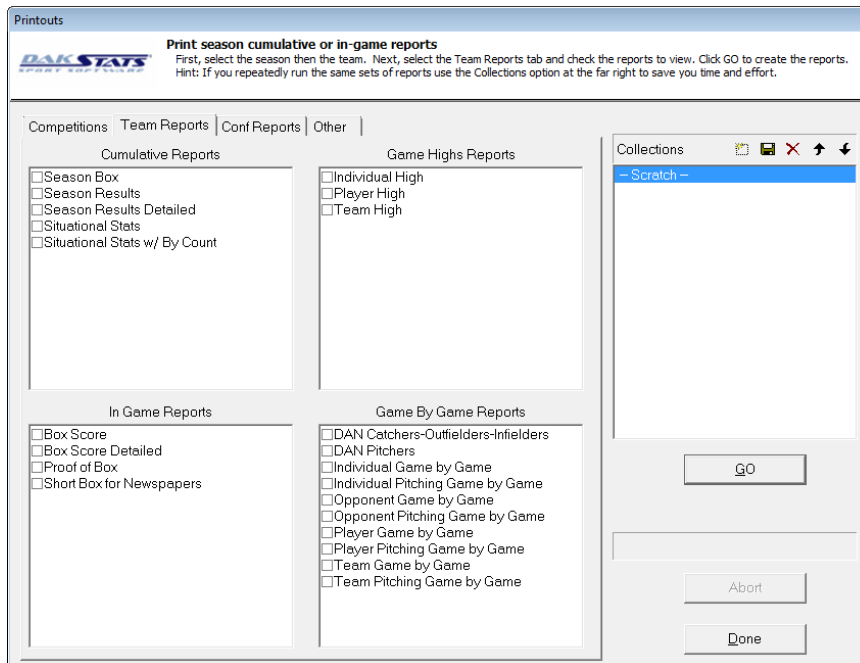 Printouts
DAKSTATS
SPORT SOFTWARE
Print season cumulative or in-game reports
First, select the season then the team. Next, select the Team Reports tab and check the reports to view. Click GO to create the reports.
Hint: If you repeatedly run the same sets of reports use the Collections option at the far right to save you time and effort.
Competitions Team Reports Conf Reports Other
Cumulative Reports
Season Box
Season Results
Season Results Detailed
Situational Stats
Situational Stats w/ By Count
Game Highs Reports
Individual High
Player High
Team High
In Game Reports
Box Score
Box Score Detailed
Proof of Box
Short Box for Newspapers
Game By Game Reports
DAN Catchers-Outfielders-Infielders
DAN Pitchers
Individual Game by Game
Individual Pitching Game by Game
Opponent Game by Game
Opponent Pitching Game by Game
Player Game by Game
Player Pitching Game by Game
Team Game by Game
Team Pitching Game by Game
Collections
-- Scratch --
GO
Abort
Done